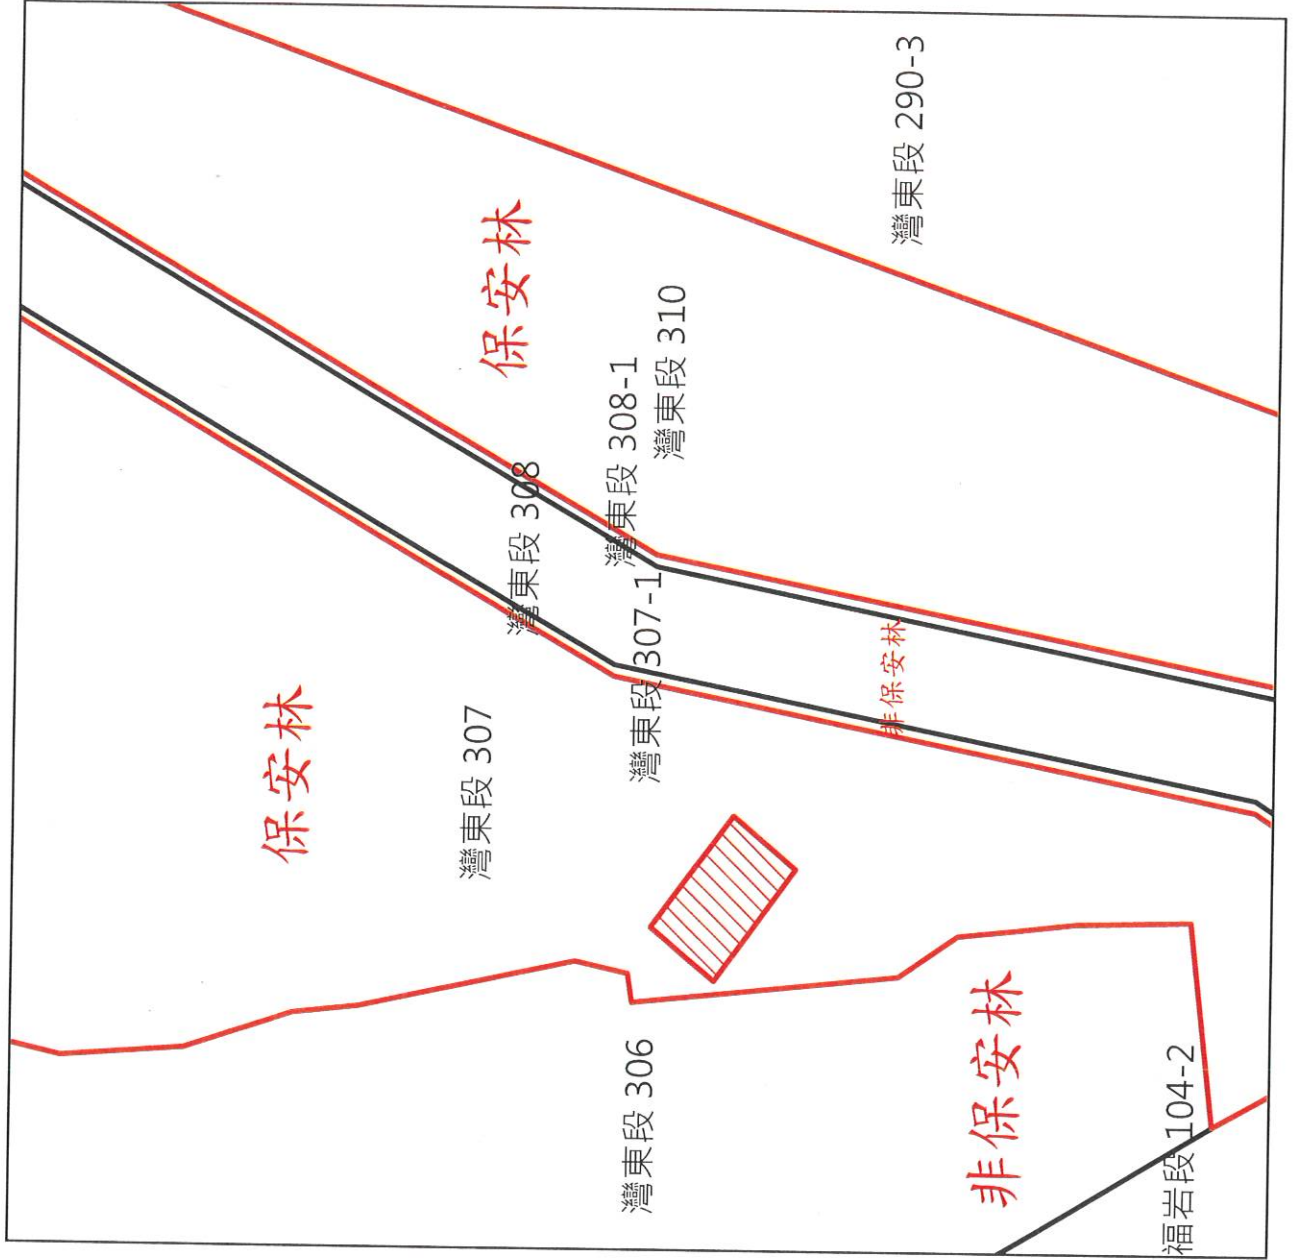 保安林
灣東段 307
保安林
灣東段 308
灣東段 308-1
灣東段 306
灣東段 307-1
灣東段 310
非保安林
灣東段 290-3
非保安林
福岩段 104-2